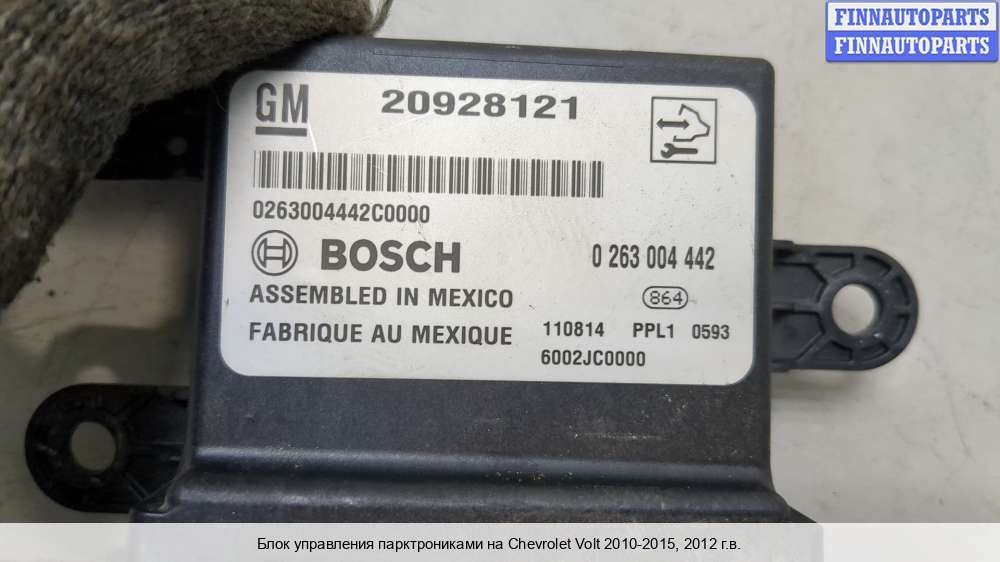 FINNAUTOPARTS
FINNAUTOPARTS
GM 20928121
0263004442C0000
BOSCH 0 263 004 442
ASSEMBLED IN MEXICO 864
FABRIQUE AU MEXIQUE 110814 PPL1 0593
6002JC0000
Блок управления парктрониками на Chevrolet Volt 2010-2015, 2012 г.в.